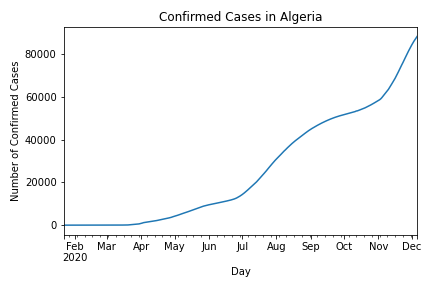 Confirmed Cases in Algeria
Number of Confirmed Cases
80000
60000
40000
20000
0
Feb Mar Apr May Jun Jul Aug Sep Oct Nov Dec
2020
Day